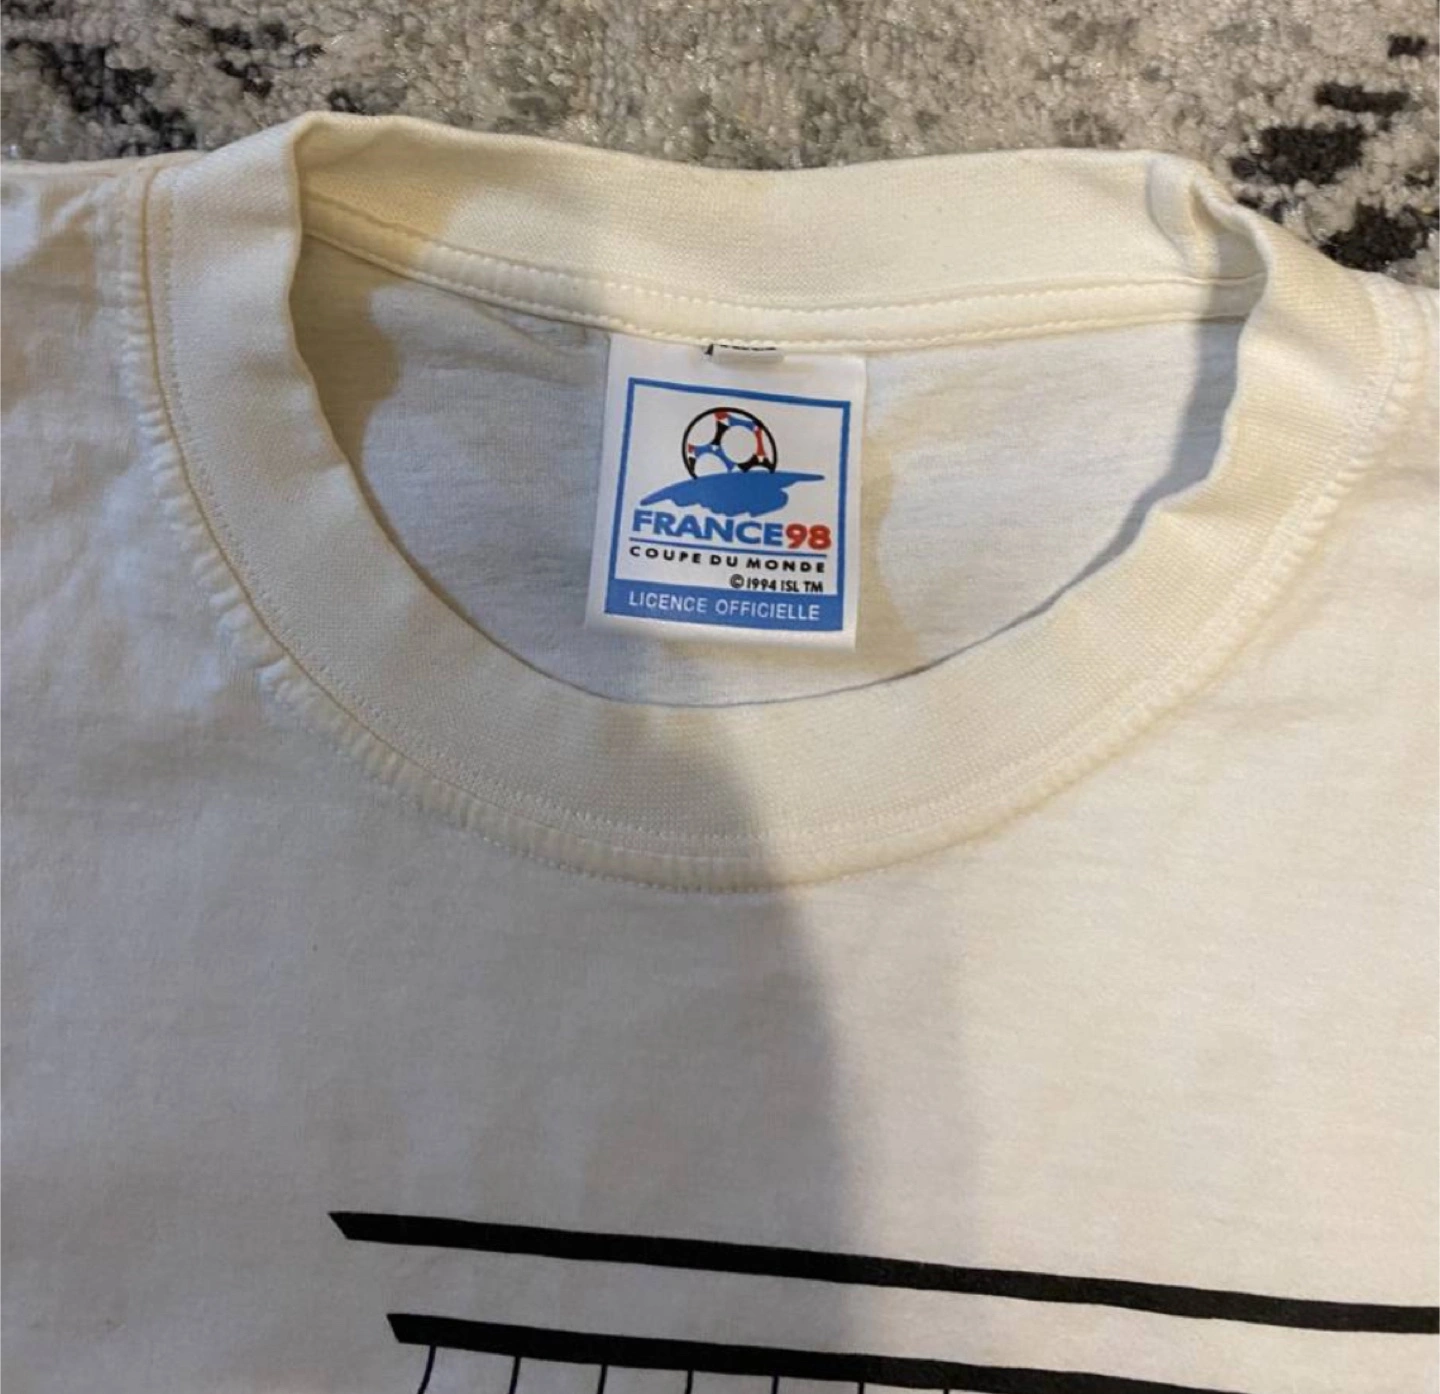 FRANCE98
COUPE DU MONDE
©1994 ISL TM
LICENCE OFFICIELLE